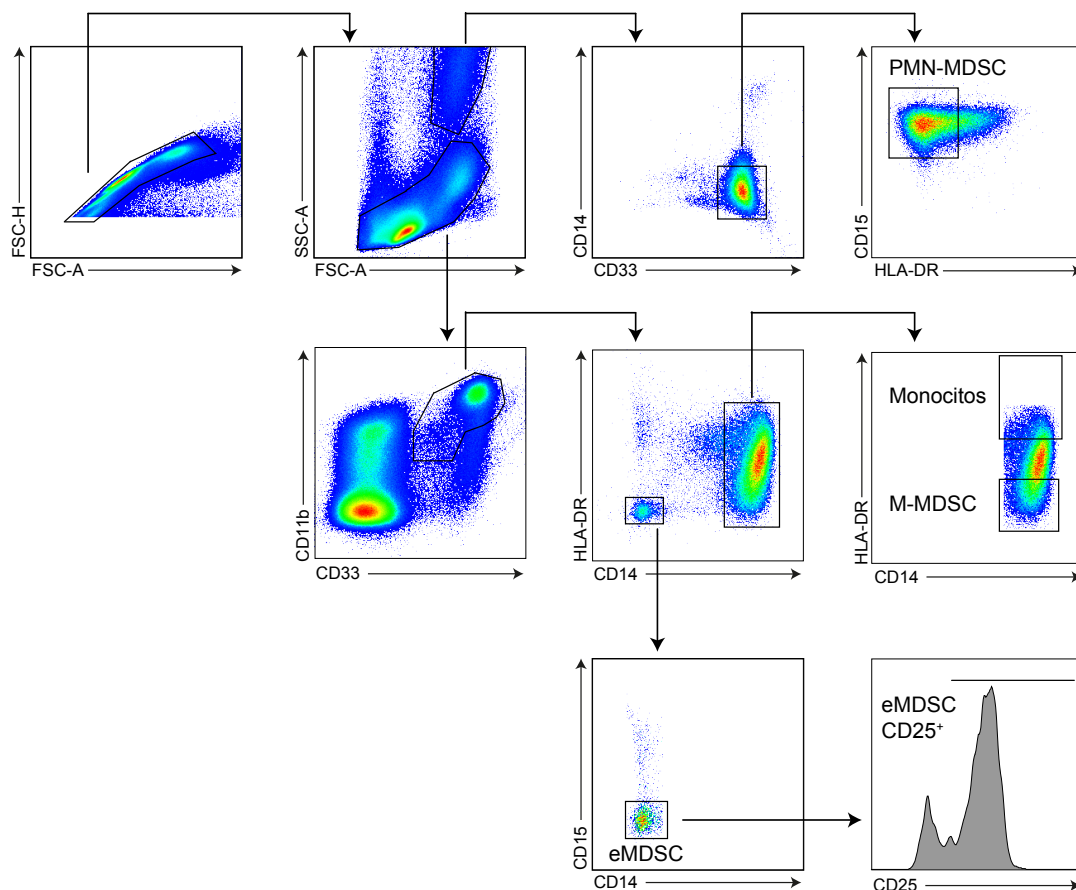 FSC-H
FSC-A
SSC-A
FSC-A
CD14
CD33
PMN-MDSC
CD15
HLA-DR
CD11b
CD33
HLA-DR
CD14
Monocitos
M-MDSC
HLA-DR
CD14
CD15
eMDSC
CD14
eMDSC
CD25⁺
CD25